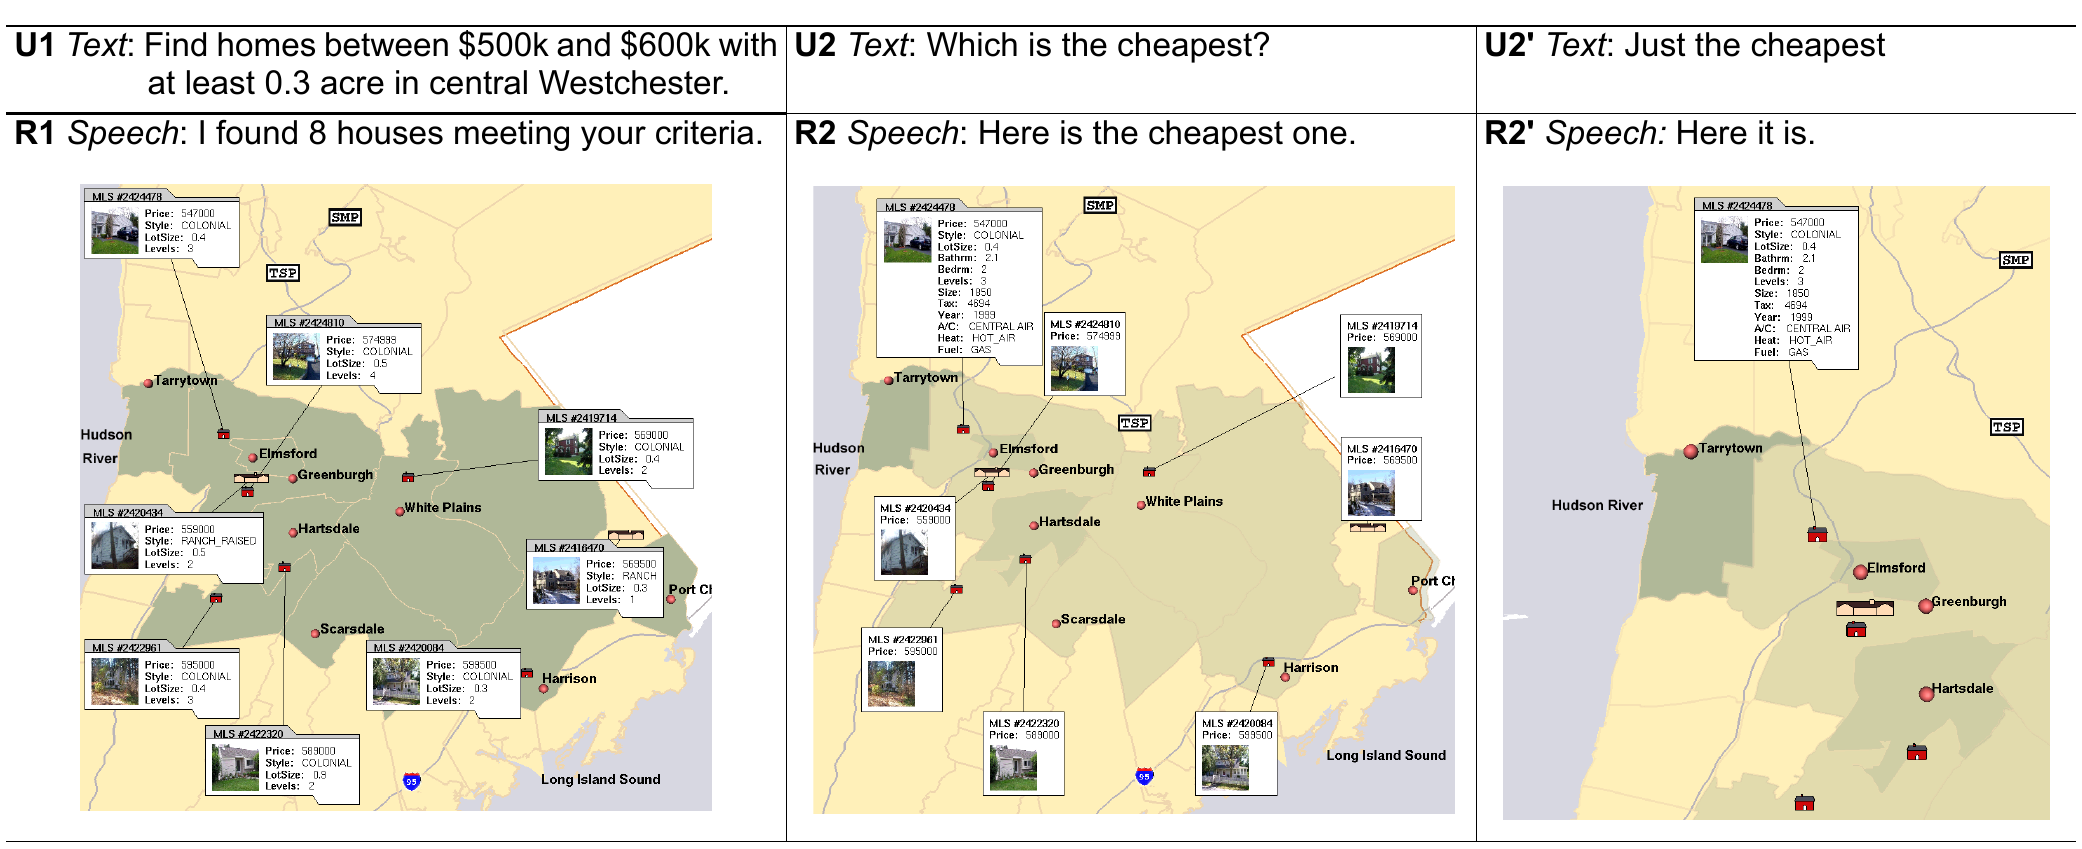 U1 Text: Find homes between $500k and $600k with
at least 0.3 acre in central Westchester.
R1 Speech: I found 8 houses meeting your criteria.
MLS #2424478
Price: 547000
Style: COLONIAL
LotSize: 0.4
Levels: 3
SMP
TSP
MLS #2424810
Price: 574999
Style: COLONIAL
LotSize: 0.5
Levels: 4
Tarrytown
MLS #2419714
Price: 569000
Style: COLONIAL
LotSize: 0.4
Levels: 2
Hudson
River
Elmsford
Greenburgh
White Plains
MLS #2420434
Price: 559000
Style: RANCH_RAISED
LotSize: 0.5
Levels: 2
Hartsdale
MLS #2416470
Price: 569500
Style: RANCH
LotSize: 0.3
Levels: 1
Port Cl
Scarsdale
MLS #2422961
Price: 595000
Style: COLONIAL
LotSize: 0.4
Levels: 3
MLS #2420084
Price: 599500
Style: COLONIAL
LotSize: 0.3
Levels: 2
Harrison
MLS #2422320
Price: 589000
Style: COLONIAL
LotSize: 0.9
Levels: 2
95
Long Island Sound
U2 Text: Which is the cheapest?
R2 Speech: Here is the cheapest one.
MLS #2424478
Price: 547000
Style: COLONIAL
LotSize: 0.4
Bathrm: 2.1
Bedrm: 2
Levels: 3
Size: 1850
Tax: 4694
Year: 1999
A/C: CENTRAL AIR
Heat: HOT_AIR
Fuel: GAS
SMP
MLS #2424810
Price: 574999
MLS #2419714
Price: 569000
Tarrytown
TSP
Hudson
River
Elmsford
Greenburgh
MLS #2416470
Price: 569500
White Plains
MLS #2420434
Price: 559000
Hartsdale
Port Cl
Scarsdale
MLS #2422961
Price: 595000
Harrison
MLS #2422320
Price: 589000
MLS #2420084
Price: 599500
95
Long Island Sound
U2' Text: Just the cheapest
R2' Speech: Here it is.
MLS #2424478
Price: 547000
Style: COLONIAL
LotSize: 0.4
Bathrm: 2.1
Bedrm: 2
Levels: 3
Size: 1850
Tax: 4694
Year: 1999
A/C: CENTRAL AIR
Heat: HOT_AIR
Fuel: GAS
SMP
TSP
Tarrytown
Hudson River
Elmsford
Greenburgh
Hartsdale